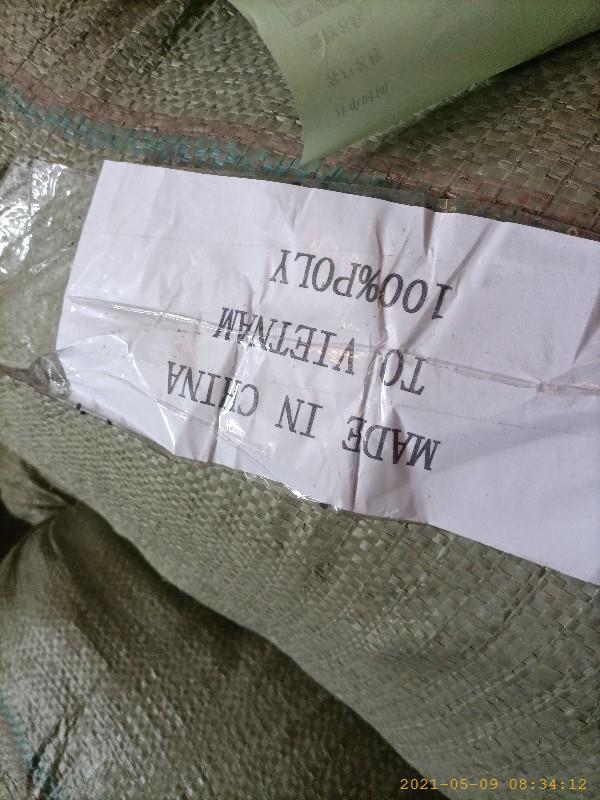 MADE IN CHINA
TO VIETNAM
100%POLY
2021-05-09 08:34:12